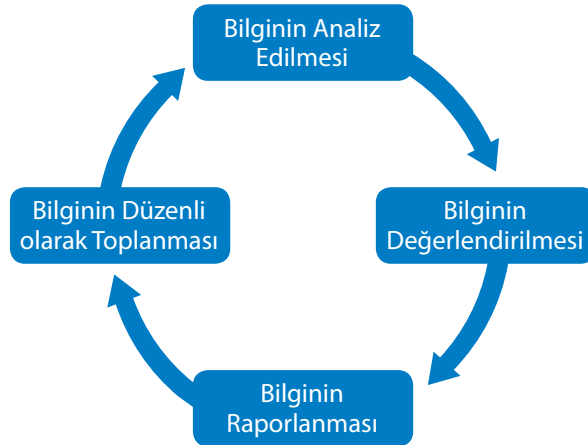 Bilginin Analiz
Edilmesi
Bilginin Düzenli
olarak Toplanması
Bilginin
Değerlendirilmesi
Bilginin
Raporlanması